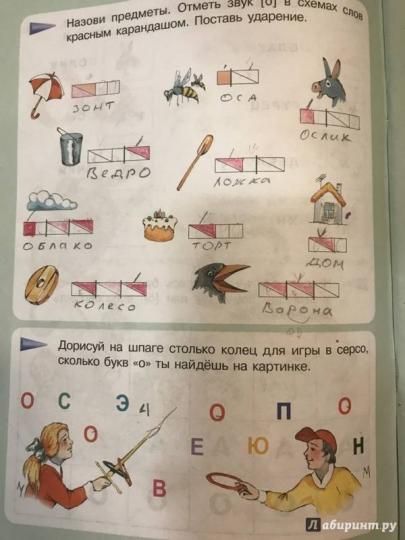 Назови предметы. Отметь звук [о] в схемах слов
красным карандашом. Поставь ударение.
ЗОНТ
ОСА
ОСЛИК
ВЕДРО
ЛОЖКА
ОБЛАКО
ТОРТ
ДОМ
КОЛЕСО
ВОРОНА
Дорисуй на шпаге столько колец для игры в серсо,
сколько букв «о» ты найдёшь на картинке.
О С Э 4 О П О
О Е Ю Н
В
Лабиринт.ру